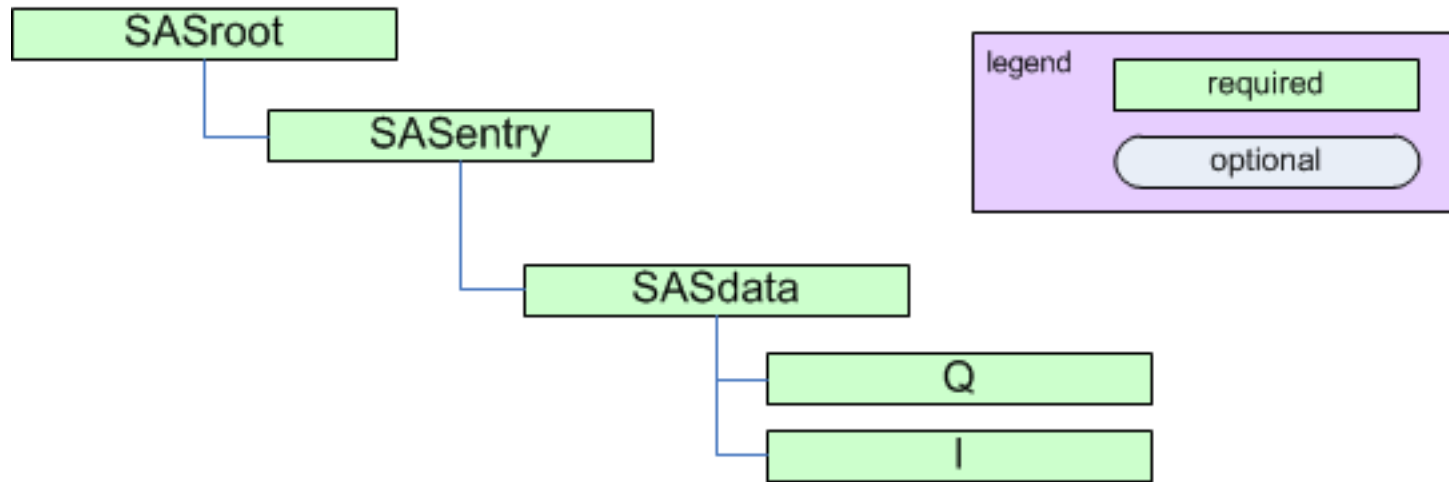 SASroot
legend
required
SASentry
optional
SASdata
Q
I